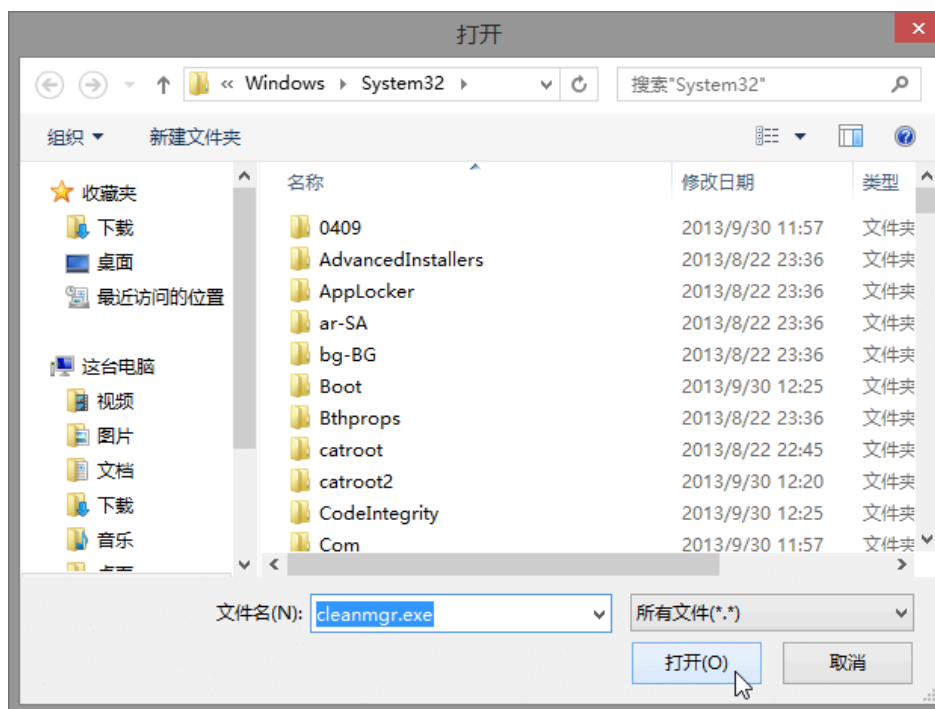 打开
« Windows System32
搜索"System32"
组织
新建文件夹
收藏夹
下载
桌面
最近访问的位置
这台电脑
视频
图片
文档
下载
音乐
桌面
名称 修改日期 类型
0409 2013/9/30 11:57 文件夹
AdvancedInstallers 2013/8/22 23:36 文件夹
AppLocker 2013/8/22 23:36 文件夹
ar-SA 2013/8/22 23:36 文件夹
bg-BG 2013/8/22 23:36 文件夹
Boot 2013/9/30 12:25 文件夹
Bthprops 2013/8/22 23:36 文件夹
catroot 2013/8/22 22:45 文件夹
catroot2 2013/9/30 12:20 文件夹
CodeIntegrity 2013/9/30 12:25 文件夹
Com 2013/9/30 11:57 文件夹
文件名(N): cleanmgr.exe
所有文件(*.*)
打开(O)
取消